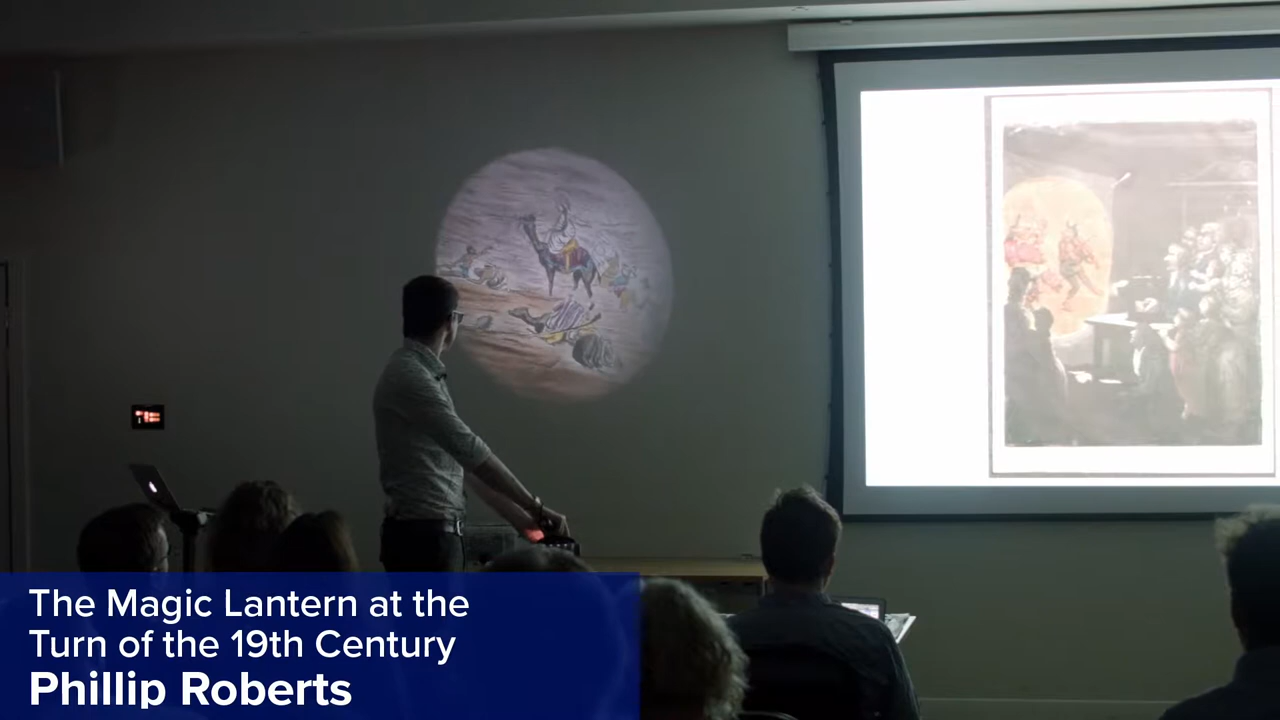 The Magic Lantern at the
Turn of the 19th Century
Phillip Roberts